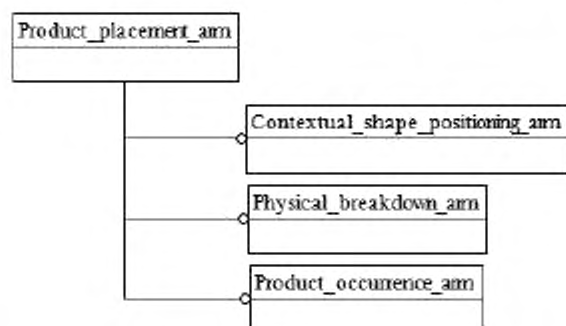 Product_placement_arm
Contextual_shape_positioning_arm
Physical_breakdown_arm
Product_occurrence_arm